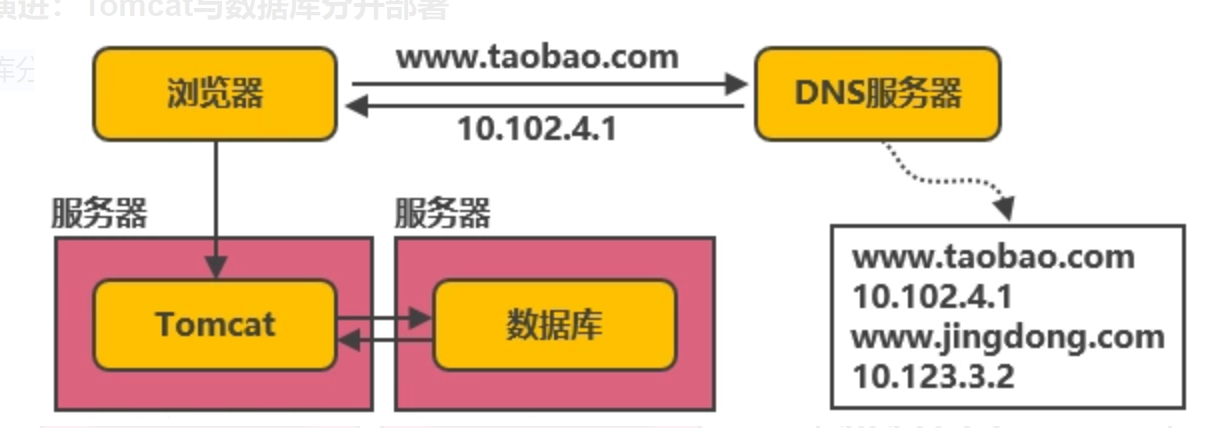 演进：Tomcat与数据库分开部署
库分
www.taobao.com
浏览器
DNS服务器
10.102.4.1
服务器
服务器
www.taobao.com
10.102.4.1
www.jingdong.com
10.123.3.2
Tomcat
数据库